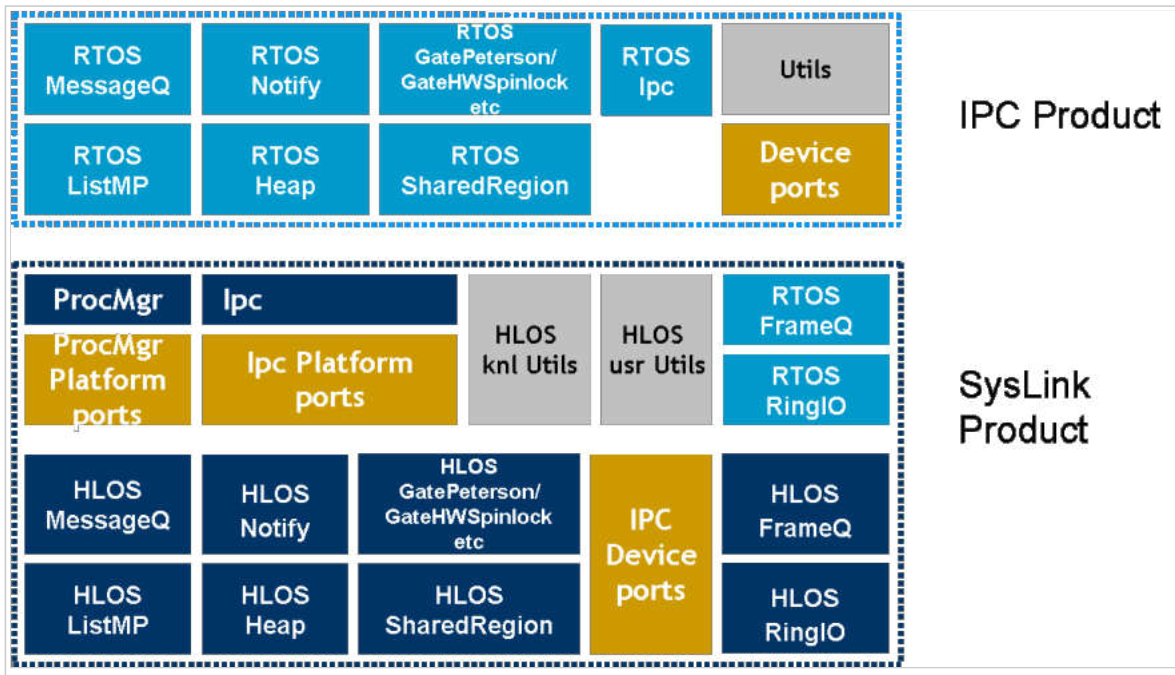 RTOS
MessageQ
RTOS
Notify
RTOS
GatePeterson/
GateHWSpinlock
etc
RTOS
Ipc
Utils
IPC Product
RTOS
ListMP
RTOS
Heap
RTOS
SharedRegion
Device
ports
ProcMgr
Ipc
HLOS
knl Utils
HLOS
usr Utils
RTOS
FrameQ
ProcMgr
Platform
ports
Ipc Platform
ports
RTOS
RingIO
SysLink
Product
HLOS
MessageQ
HLOS
Notify
HLOS
GatePeterson/
GateHWSpinlock
etc
IPC
Device
ports
HLOS
FrameQ
HLOS
ListMP
HLOS
Heap
HLOS
SharedRegion
HLOS
RingIO